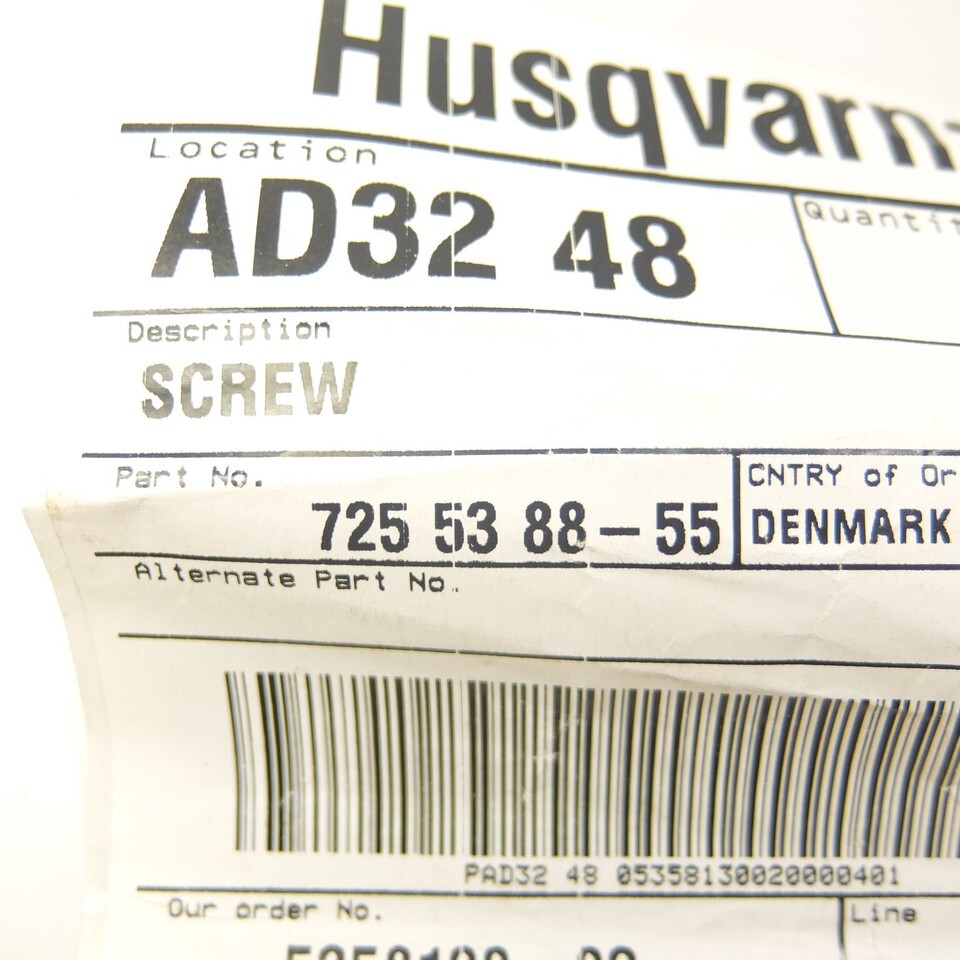 Husqvarn
Location
AD32 48
Quantit
Description
SCREW
Part No.
725 53 88-55
CNTRY of Or
DENMARK
Alternate Part No.
PAD32 48 05358130020000401
Our order No.
Line